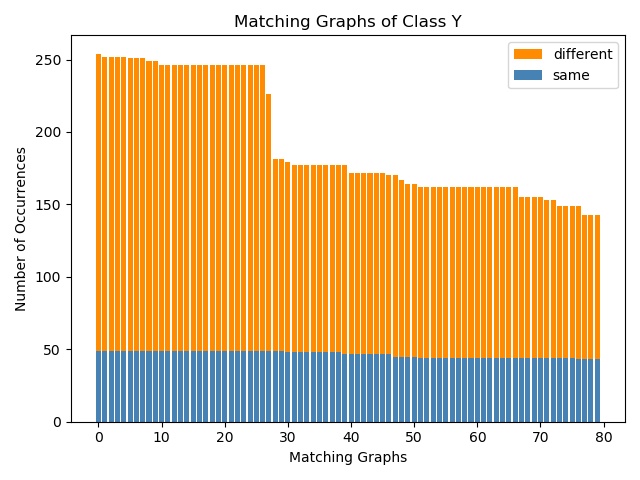 Matching Graphs of Class Y
different
same
Number of Occurrences
250
200
150
100
50
0
0 10 20 30 40 50 60 70 80
Matching Graphs